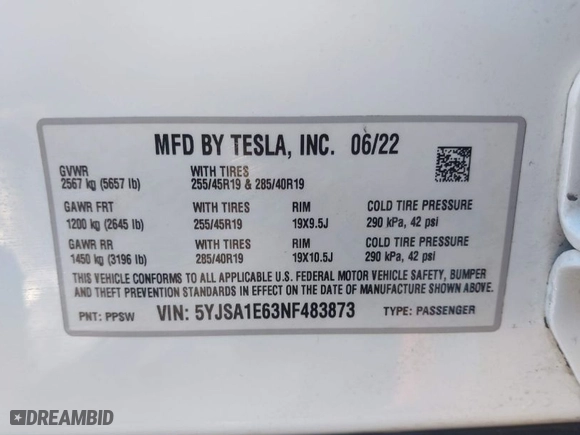 MFD BY TESLA, INC. 06/22
GVWR WITH TIRES
2567 kg (5657 lb) 255/45R19 & 285/40R19
GAWR FRT WITH TIRES RIM COLD TIRE PRESSURE
1200 kg (2645 lb) 255/45R19 19X9.5J 290 kPa, 42 psi
GAWR RR WITH TIRES RIM COLD TIRE PRESSURE
1450 kg (3196 lb) 285/40R19 19X10.5J 290 kPa, 42 psi
THIS VEHICLE CONFORMS TO ALL APPLICABLE U.S. FEDERAL MOTOR VEHICLE SAFETY, BUMPER
AND THEFT PREVENTION STANDARDS IN EFFECT ON THE DATE OF MANUFACTURE SHOWN ABOVE.
PNT: PPSW VIN: 5YJSA1E63NF483873 TYPE: PASSENGER
DREAMBID